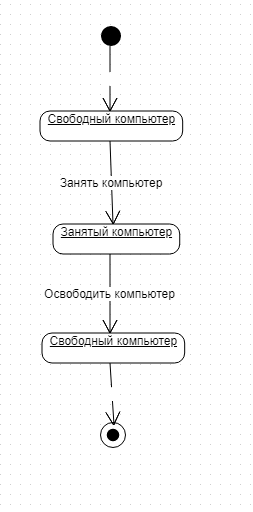 Свободный компьютер
Занять компьютер
Занятый компьютер
Освободить компьютер
Свободный компьютер